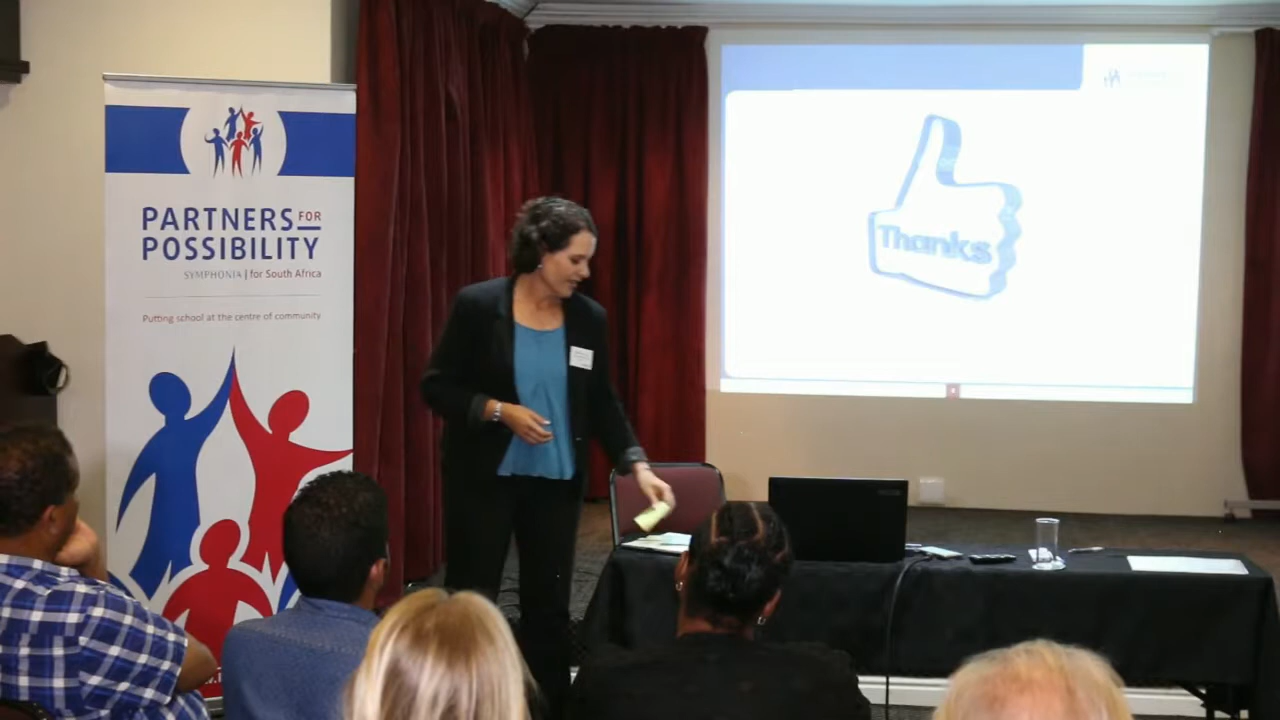 PARTNERS FOR
POSSIBILITY
SYMPHONIA | for South Africa
Putting school at the centre of community
Thanks